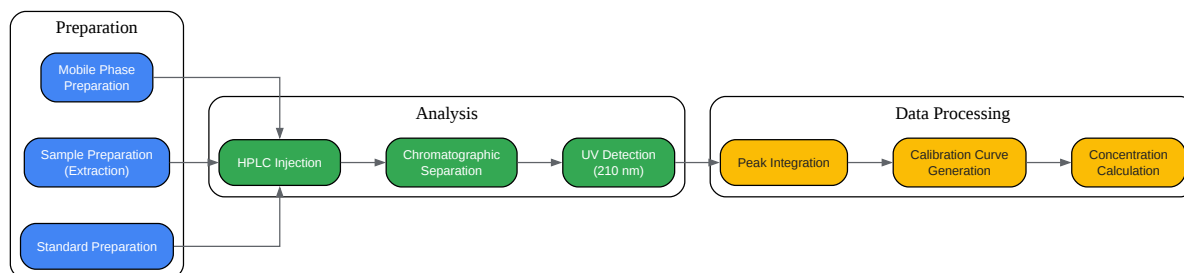 Preparation
Mobile Phase
Preparation
Sample Preparation
(Extraction)
Standard Preparation
Analysis
HPLC Injection
Chromatographic
Separation
UV Detection
(210 nm)
Data Processing
Peak Integration
Calibration Curve
Generation
Concentration
Calculation